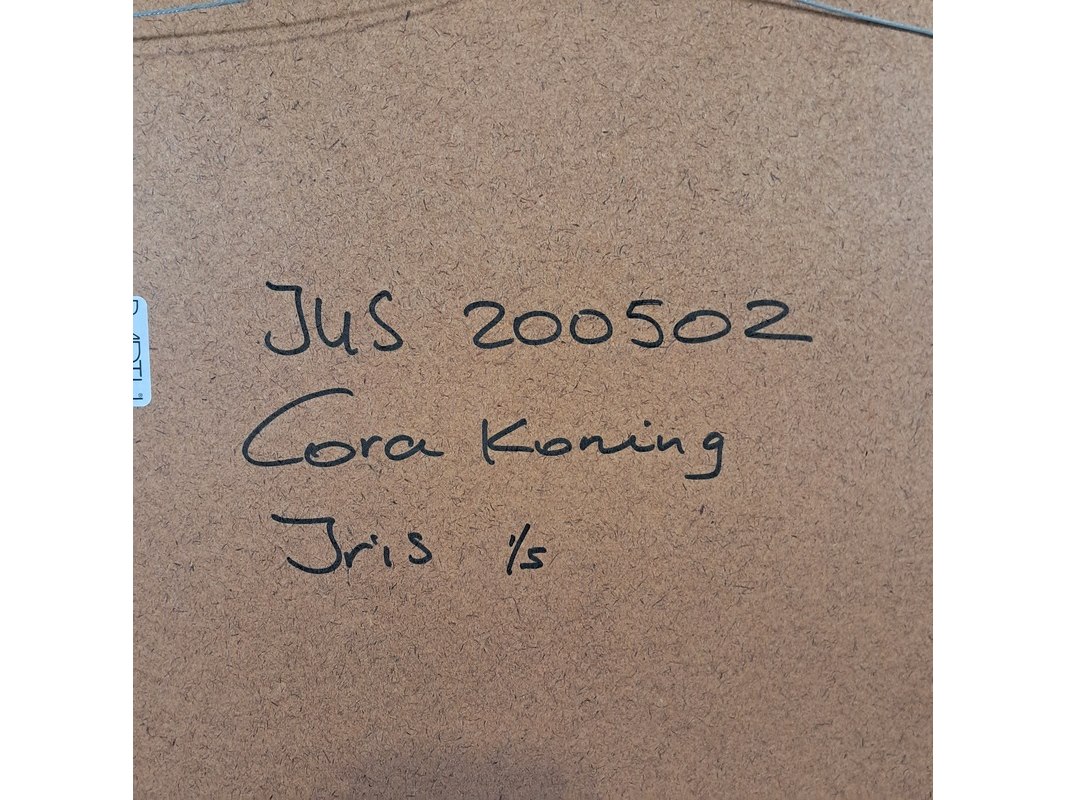 JUS 200502
Cora Koning
Jris 1/5